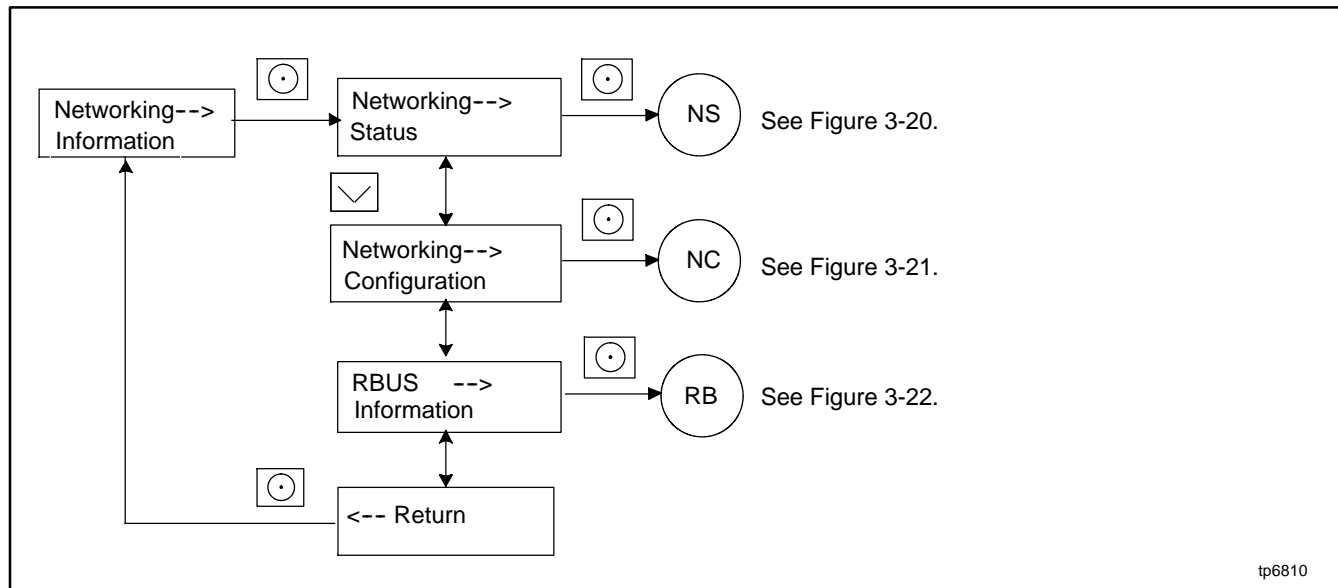 Networking-->
Information
Networking-->
Status
NS
See Figure 3-20.
Networking-->
Configuration
NC
See Figure 3-21.
RBUS -->
Information
RB
See Figure 3-22.
<-- Return
tp6810